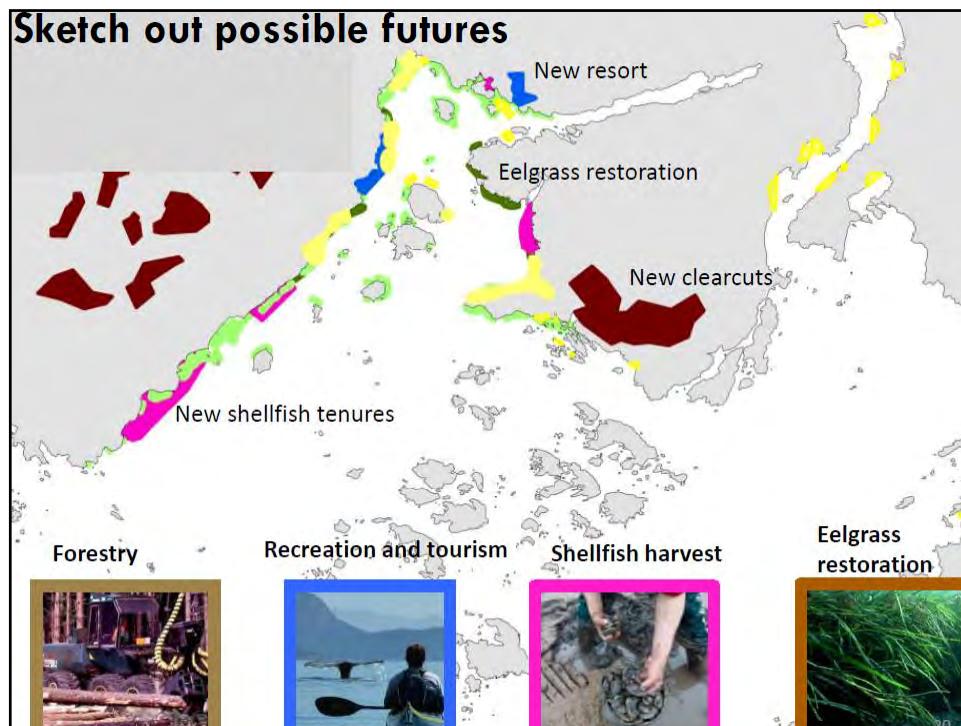 Sketch out possible futures
New resort
Eelgrass restoration
New clearcuts
New shellfish tenures
Forestry
Recreation and tourism
Shellfish harvest
Eelgrass
restoration
20